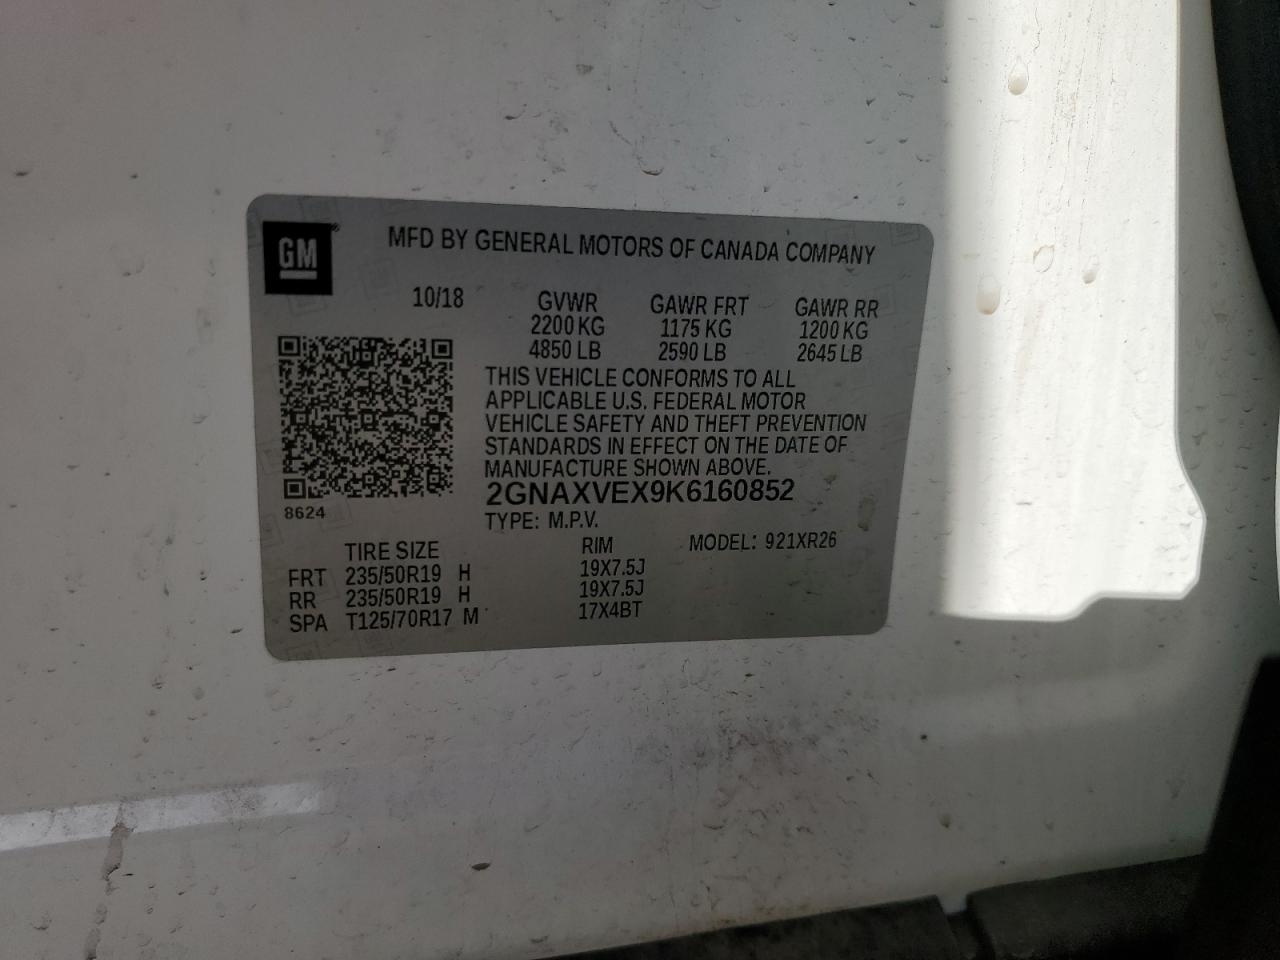 GM
MFD BY GENERAL MOTORS OF CANADA COMPANY
10/18 GVWR GAWR FRT GAWR RR
2200 KG 1175 KG 1200 KG
4850 LB 2590 LB 2645 LB
THIS VEHICLE CONFORMS TO ALL
APPLICABLE U.S. FEDERAL MOTOR
VEHICLE SAFETY AND THEFT PREVENTION
STANDARDS IN EFFECT ON THE DATE OF
MANUFACTURE SHOWN ABOVE.
2GNAXVEX9K6160852
8624
TYPE: M.P.V.
TIRE SIZE RIM MODEL: 921XR26
FRT 235/50R19 H 19X7.5J
RR 235/50R19 H 19X7.5J
SPA T125/70R17 M 17X4BT